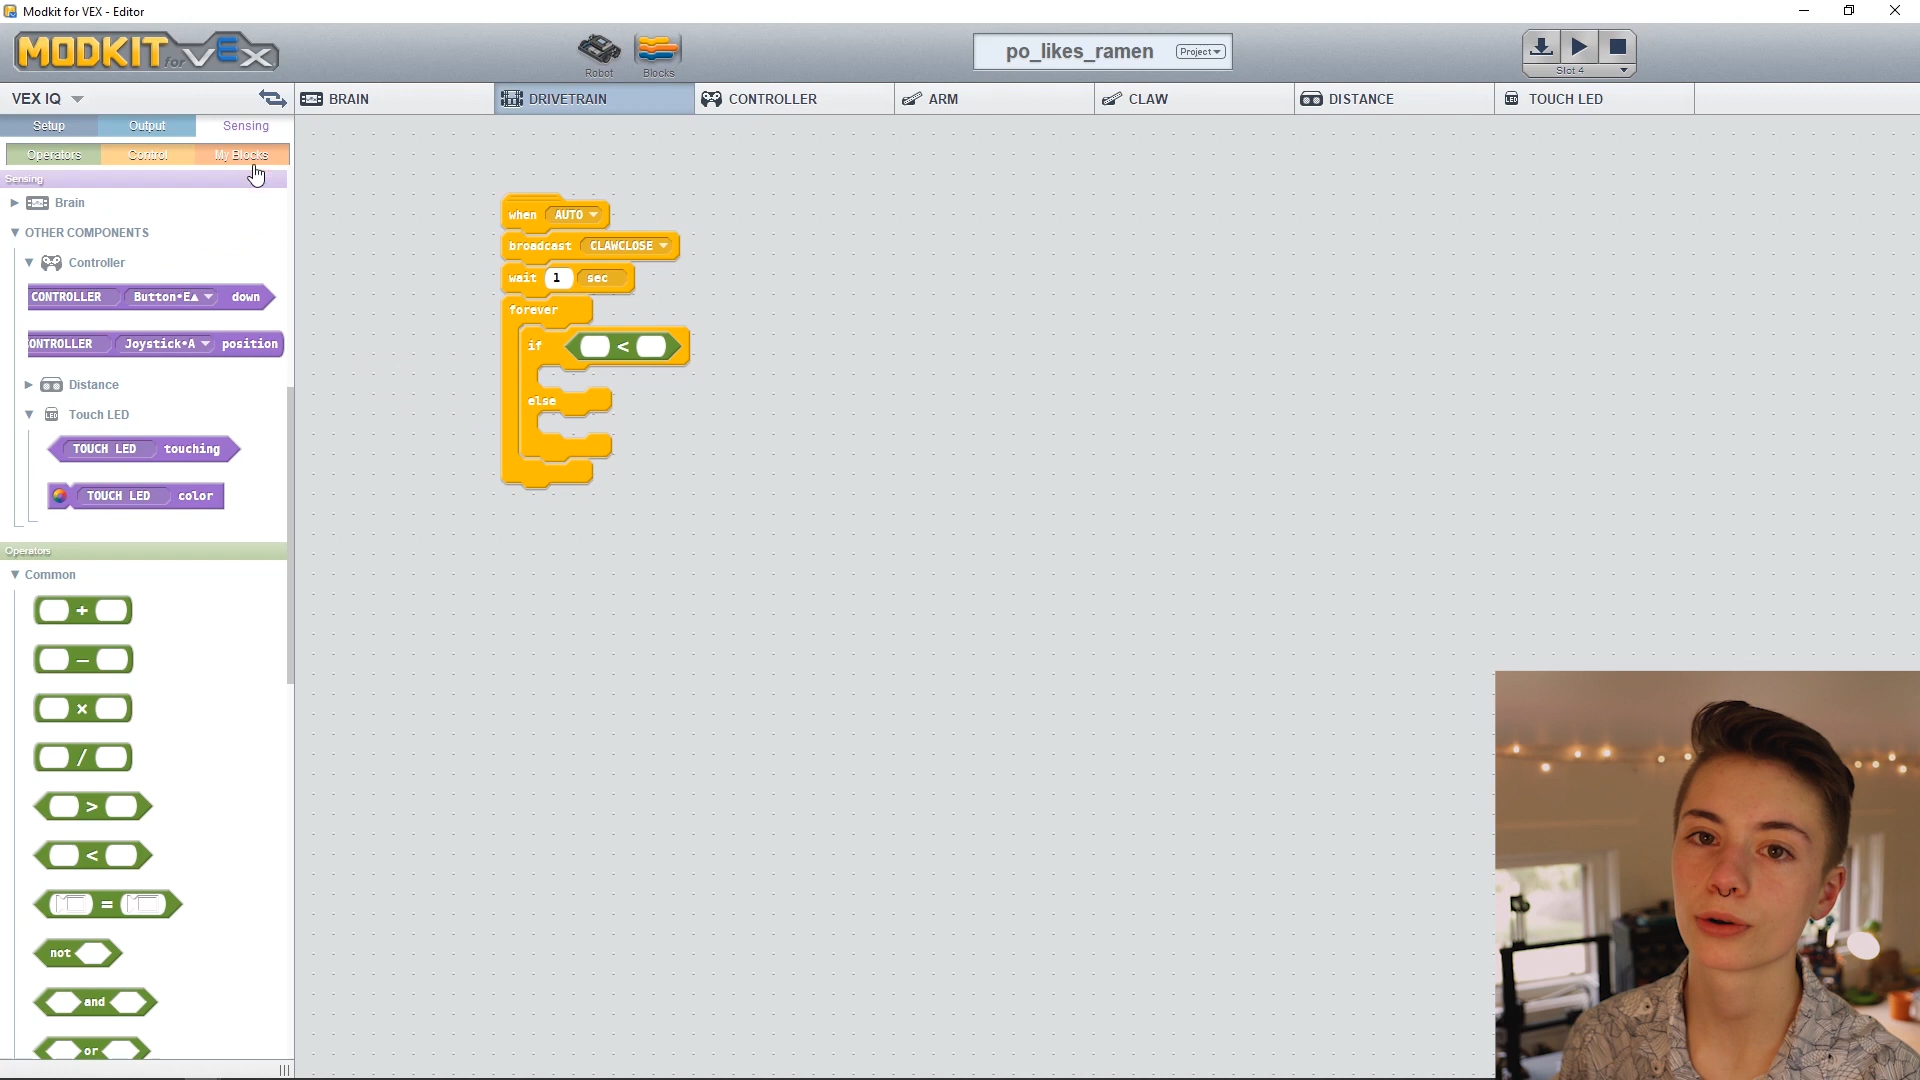 Modkit for VEX - Editor
MODKIT for VEX
Robot
Blocks
po_likes_ramen
Project
Slot 4
VEX IQ
BRAIN
DRIVETRAIN
CONTROLLER
ARM
CLAW
DISTANCE
LED TOUCH LED
Setup
Output
Sensing
Operators
Control
My Blocks
Sensing
Brain
OTHER COMPONENTS
Controller
CONTROLLER Button•E▲ down
ONTROLLER Joystick•A position
Distance
LED Touch LED
TOUCH LED touching
TOUCH LED color
Operators
Common
+
–
×
/
>
<
=
not
and
or
when AUTO
broadcast CLAWCLOSE
wait 1 sec
forever
if <
else